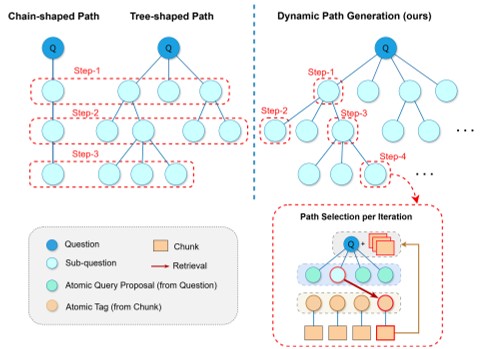 Chain-shaped Path
Tree-shaped Path
Dynamic Path Generation (ours)
Q
Q
Q
Step-1
Step-2
Step-3
Step-1
Step-2
Step-3
Step-4
...
...
Path Selection per Iteration
Q +
Question
Chunk
Sub-question
Retrieval
Atomic Query Proposal (from Question)
Atomic Tag (from Chunk)